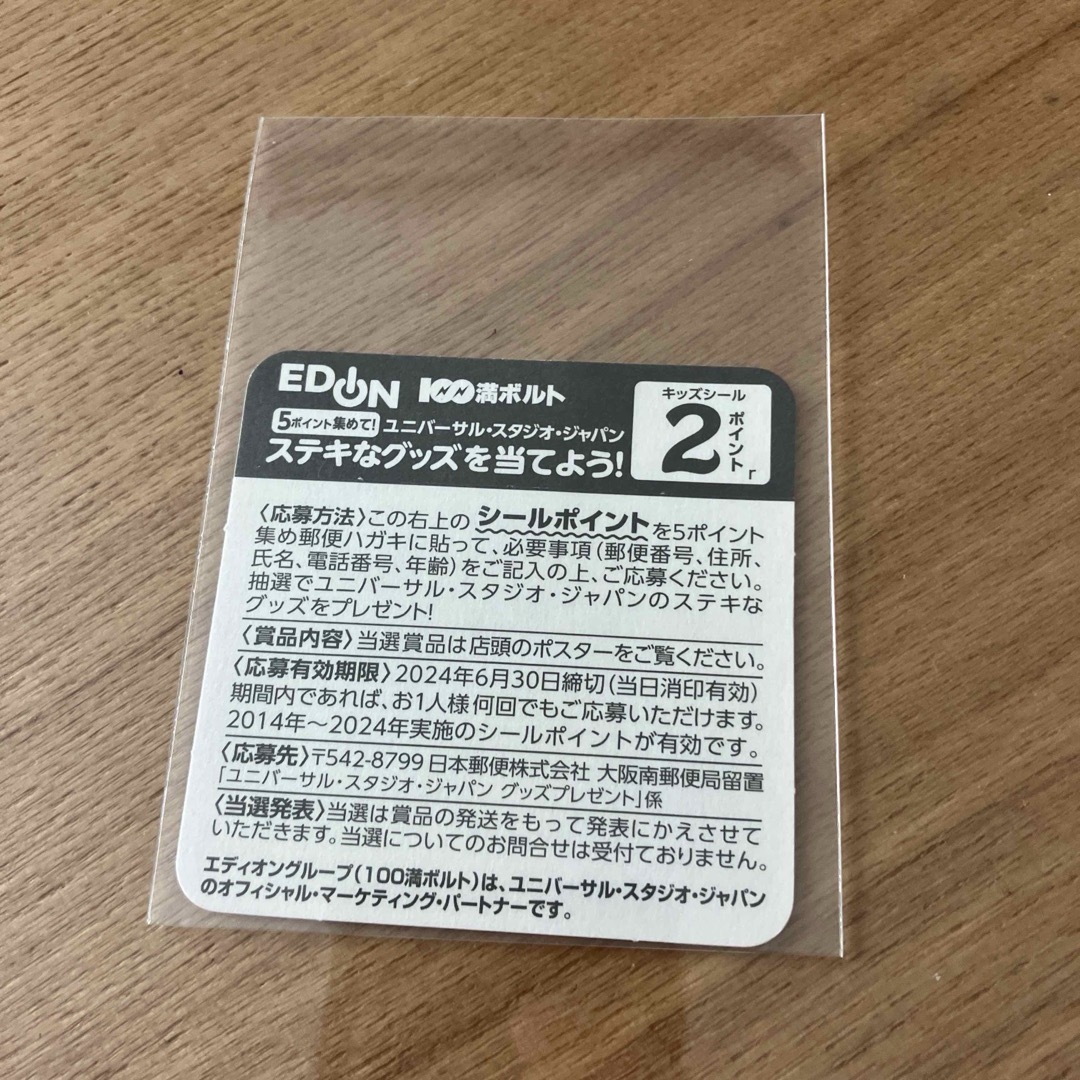 EDION 100満ボルト
5ポイント集めて! ユニバーサル・スタジオ・ジャパン
ステキなグッズを当てよう!
キッズシール
2
ポイント
r
〈応募方法〉この右上のシールポイントを5ポイント
集め郵便ハガキに貼って、必要事項(郵便番号、住所、
氏名、電話番号、年齢)をご記入の上、ご応募ください。
抽選でユニバーサル・スタジオ・ジャパンのステキな
グッズをプレゼント!
〈賞品内容〉当選賞品は店頭のポスターをご覧ください。
〈応募有効期限〉2024年6月30日締切(当日消印有効)
期間内であれば、お1人様何回でもご応募いただけます。
2014年〜2024年実施のシールポイントが有効です。
〈応募先〉〒542-8799 日本郵便株式会社 大阪南郵便局留置
「ユニバーサル・スタジオ・ジャパン グッズプレゼント」係
〈当選発表〉当選は賞品の発送をもって発表にかえさせて
いただきます。当選についてのお問合せは受付ておりません。
エディオングループ(100満ボルト)は、ユニバーサル・スタジオ・ジャパン
のオフィシャル・マーケティング・パートナーです。